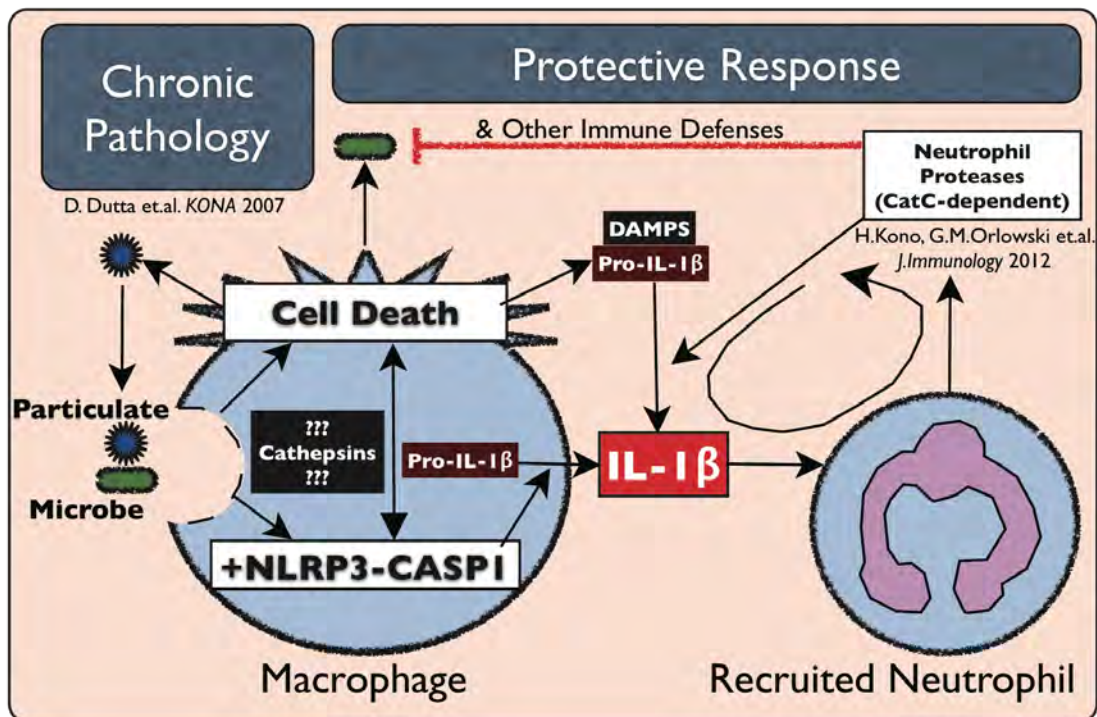 Chronic
Pathology
Protective Response
D. Dutta et.al. KONA 2007
& Other Immune Defenses
Neutrophil
Proteases
(CatC-dependent)
H.Kono, G.M.Orlowski et.al.
J.Immunology 2012
DAMPS
Pro-IL-1β
Cell Death
Particulate
Microbe
???
Cathepsins
???
Pro-IL-1β
IL-1β
+NLRP3-CASP1
Macrophage
Recruited Neutrophil